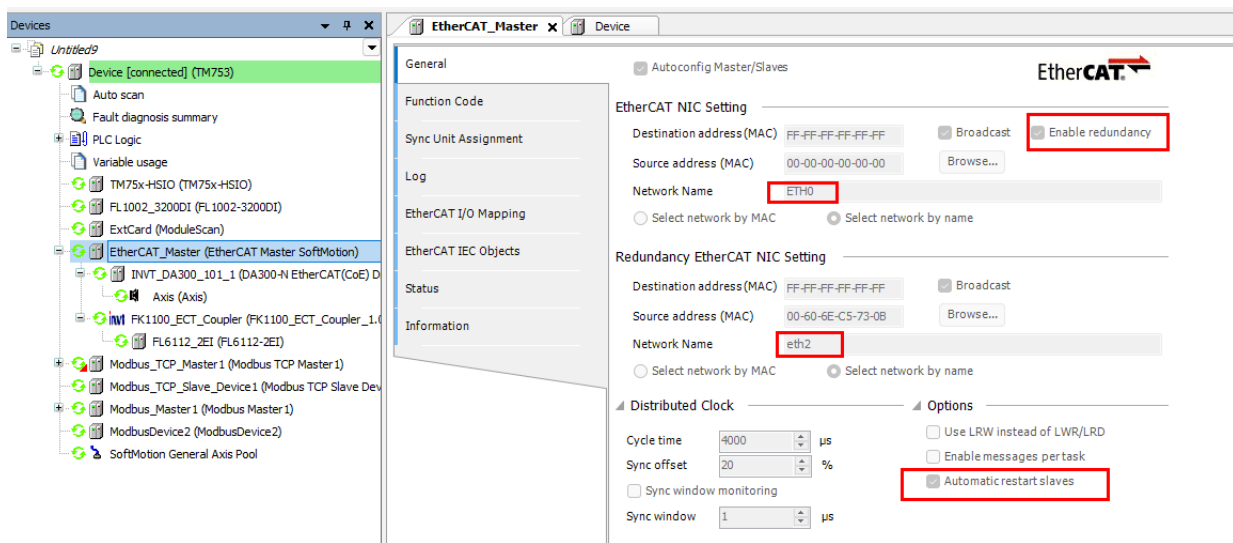 Devices
Untitled9
Device [connected] (TM753)
Auto scan
Fault diagnosis summary
PLC Logic
Variable usage
TM75x-HSIO (TM75x-HSIO)
FL1002_3200DI (FL1002-3200DI)
ExtCard (ModuleScan)
EtherCAT_Master (EtherCAT Master SoftMotion)
INVT_DA300_101_1 (DA300-N EtherCAT(CoE) D
Axis (Axis)
invt FK1100_ECT_Coupler (FK1100_ECT_Coupler_1.0
FL6112_2EI (FL6112-2EI)
Modbus_TCP_Master1 (Modbus TCP Master1)
Modbus_TCP_Slave_Device1 (Modbus TCP Slave Dev
Modbus_Master1 (Modbus Master1)
ModbusDevice2 (ModbusDevice2)
SoftMotion General Axis Pool
EtherCAT_Master X Device
General
Function Code
Sync Unit Assignment
Log
EtherCAT I/O Mapping
EtherCAT IEC Objects
Status
Information
Autoconfig Master/Slaves
EtherCAT
EtherCAT NIC Setting
Destination address (MAC) FF-FF-FF-FF-FF-FF Broadcast Enable redundancy
Source address (MAC) 00-00-00-00-00-00 Browse...
Network Name ETH0
Select network by MAC Select network by name
Redundancy EtherCAT NIC Setting
Destination address (MAC) FF-FF-FF-FF-FF-FF Broadcast
Source address (MAC) 00-60-6E-C5-73-0B Browse...
Network Name eth2
Select network by MAC Select network by name
Distributed Clock
Cycle time 4000 µs
Sync offset 20 %
Sync window monitoring
Sync window 1 µs
Options
Use LRW instead of LWR/LRD
Enable messages per task
Automatic restart slaves